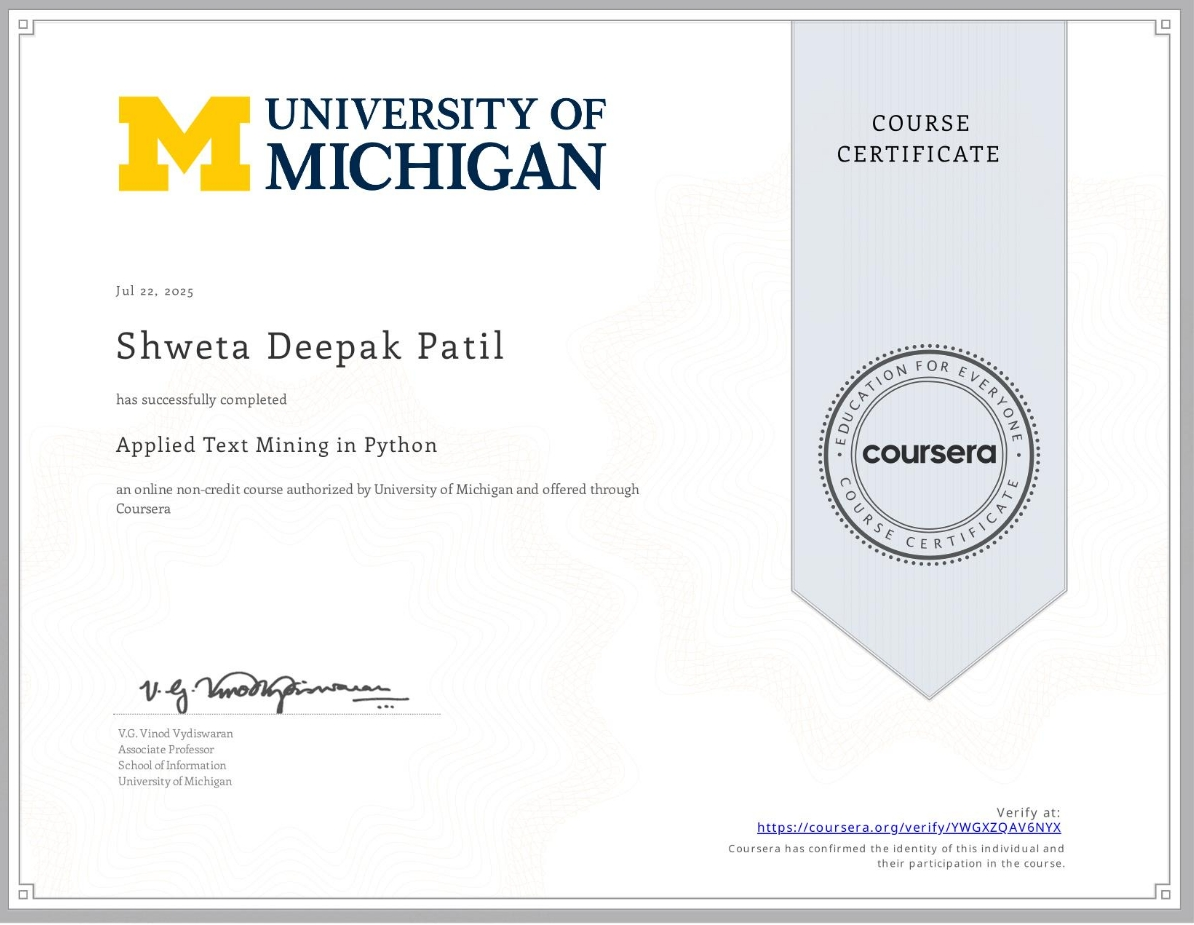 UNIVERSITY OF
MICHIGAN
COURSE
CERTIFICATE
Jul 22, 2025
Shweta Deepak Patil
has successfully completed
Applied Text Mining in Python
an online non-credit course authorized by University of Michigan and offered through
Coursera
EDUCATION FOR EVERYONE
coursera
COURSE CERTIFICATE
V.G. Vinod Vydiswaran
V.G. Vinod Vydiswaran
Associate Professor
School of Information
University of Michigan
Verify at:
https://coursera.org/verify/YWGXZQAV6NYX
Coursera has confirmed the identity of this individual and
their participation in the course.